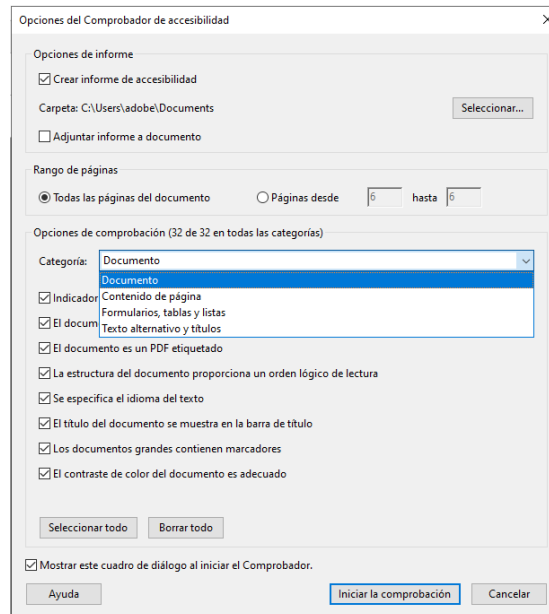 Opciones del Comprobador de accesibilidad
Opciones de informe
Crear informe de accesibilidad
Carpeta: C:\Users\adobe\Documents
Seleccionar...
Adjuntar informe a documento
Rango de páginas
Todas las páginas del documento
Páginas desde 6 hasta 6
Opciones de comprobación (32 de 32 en todas las categorías)
Categoría: Documento
Documento
Indicador
Contenido de página
Formularios, tablas y listas
El docum
Texto alternativo y títulos
El documento es un PDF etiquetado
La estructura del documento proporciona un orden lógico de lectura
Se especifica el idioma del texto
El título del documento se muestra en la barra de título
Los documentos grandes contienen marcadores
El contraste de color del documento es adecuado
Seleccionar todo Borrar todo
Mostrar este cuadro de diálogo al iniciar el Comprobador.
Ayuda Iniciar la comprobación Cancelar